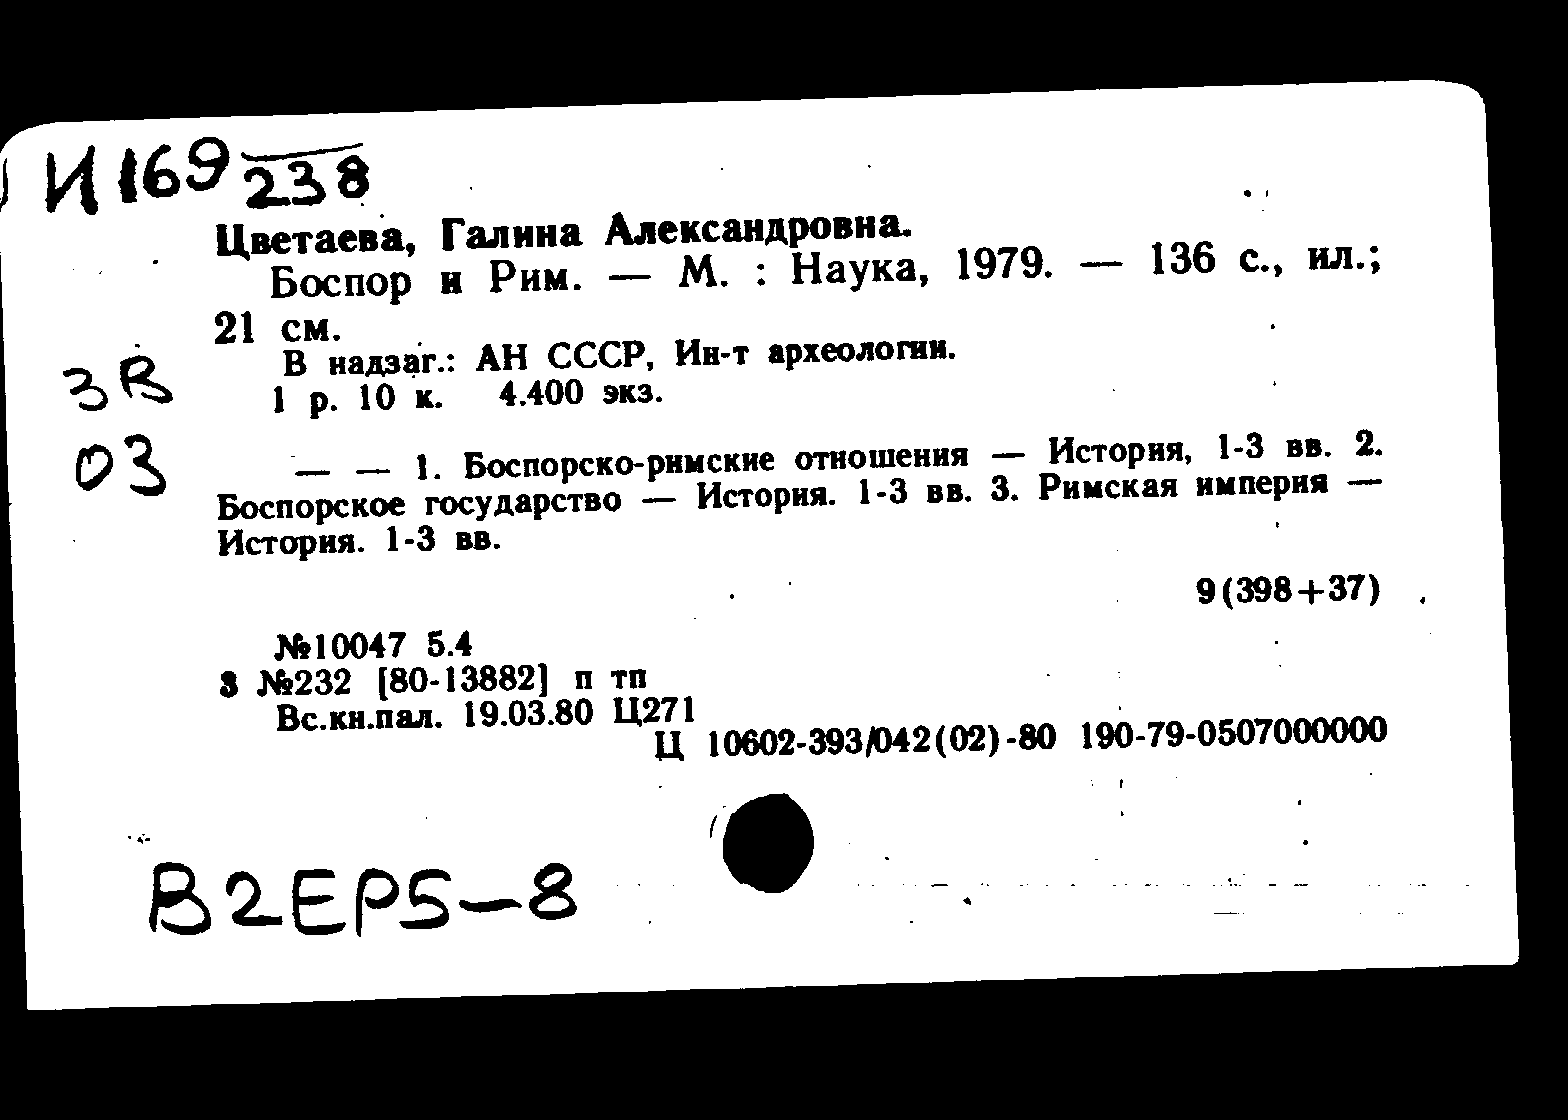 И 169
238
Цветаева, Галина Александровна.
Боспор и Рим. — М. : Наука, 1979. — 136 с., ил.;
21 см.
В надзаг.: АН СССР, Ин-т археологии.
1 р. 10 к. 4.400 экз.
3В
03
— — 1. Боспорско-римские отношения — История, 1-3 вв. 2.
Боспорское государство — История. 1-3 вв. 3. Римская империя —
История. 1-3 вв.
9(398+37)
№10047 5.4
3 №232 [80-13882] п тп
Вс.кн.пал. 19.03.80 Ц271
Ц 10602-393/042(02)-80 190-79-0507000000
B2EP5-8